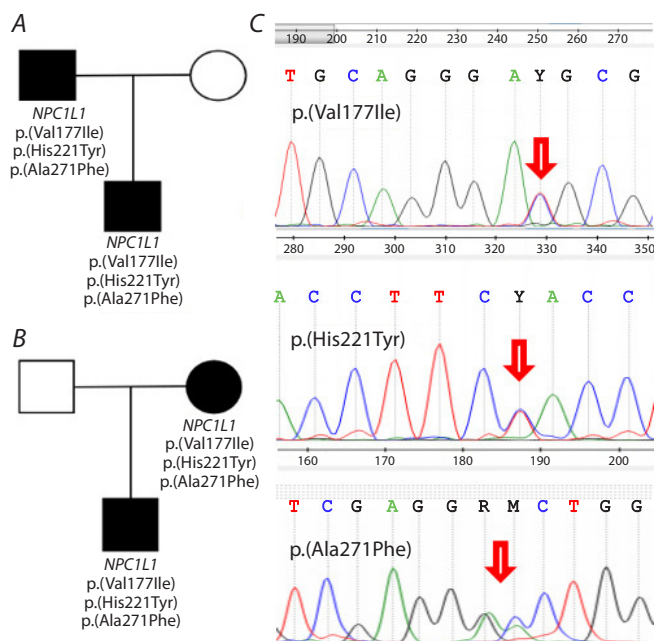 A
NPC1L1
p.(Val177Ile)
p.(His221Tyr)
p.(Ala271Phe)
NPC1L1
p.(Val177Ile)
p.(His221Tyr)
p.(Ala271Phe)
B
NPC1L1
p.(Val177Ile)
p.(His221Tyr)
p.(Ala271Phe)
NPC1L1
p.(Val177Ile)
p.(His221Tyr)
p.(Ala271Phe)
C
190 200 210 220 230 240 250 260 270
T G C A G G G A Y G C G
p.(Val177Ile)
280 290 300 310 320 330 340 350
A C C T T C Y A C C
p.(His221Tyr)
160 170 180 190 200
T C G A G G R M C T G G
p.(Ala271Phe)